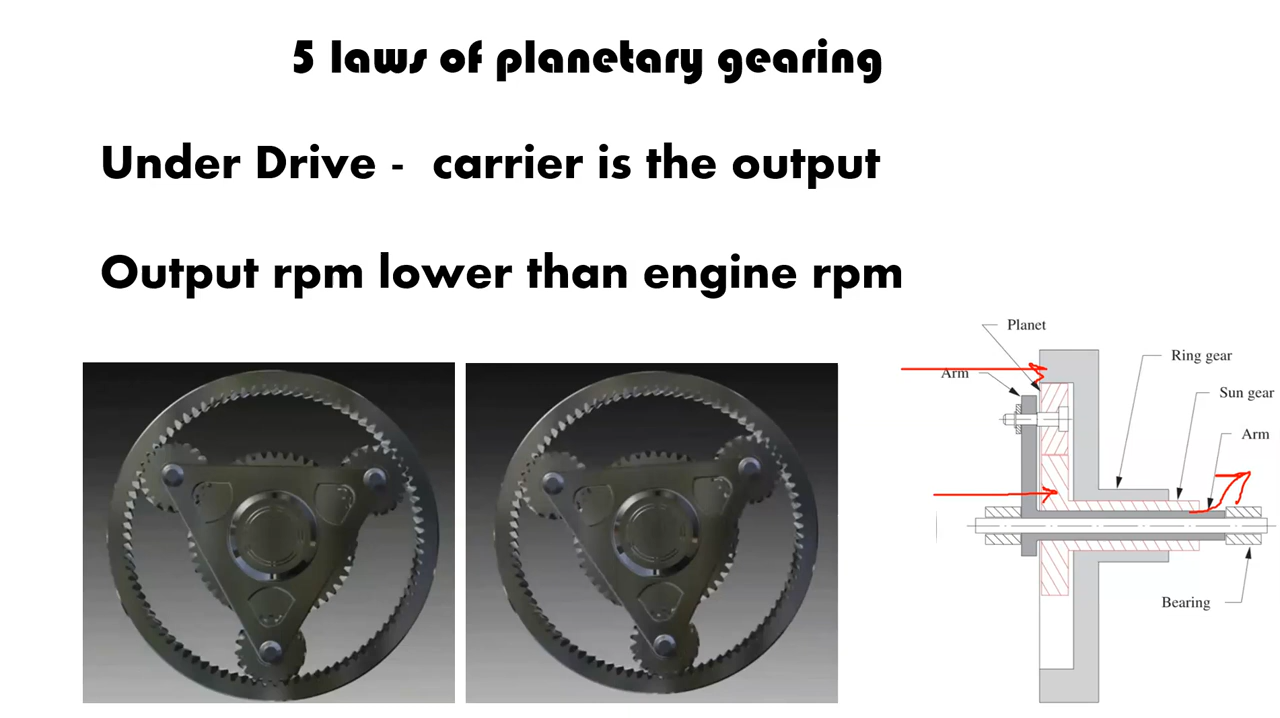 5 laws of planetary gearing
Under Drive - carrier is the output
Output rpm lower than engine rpm
Planet
Ring gear
Arm
Sun gear
Arm
Bearing